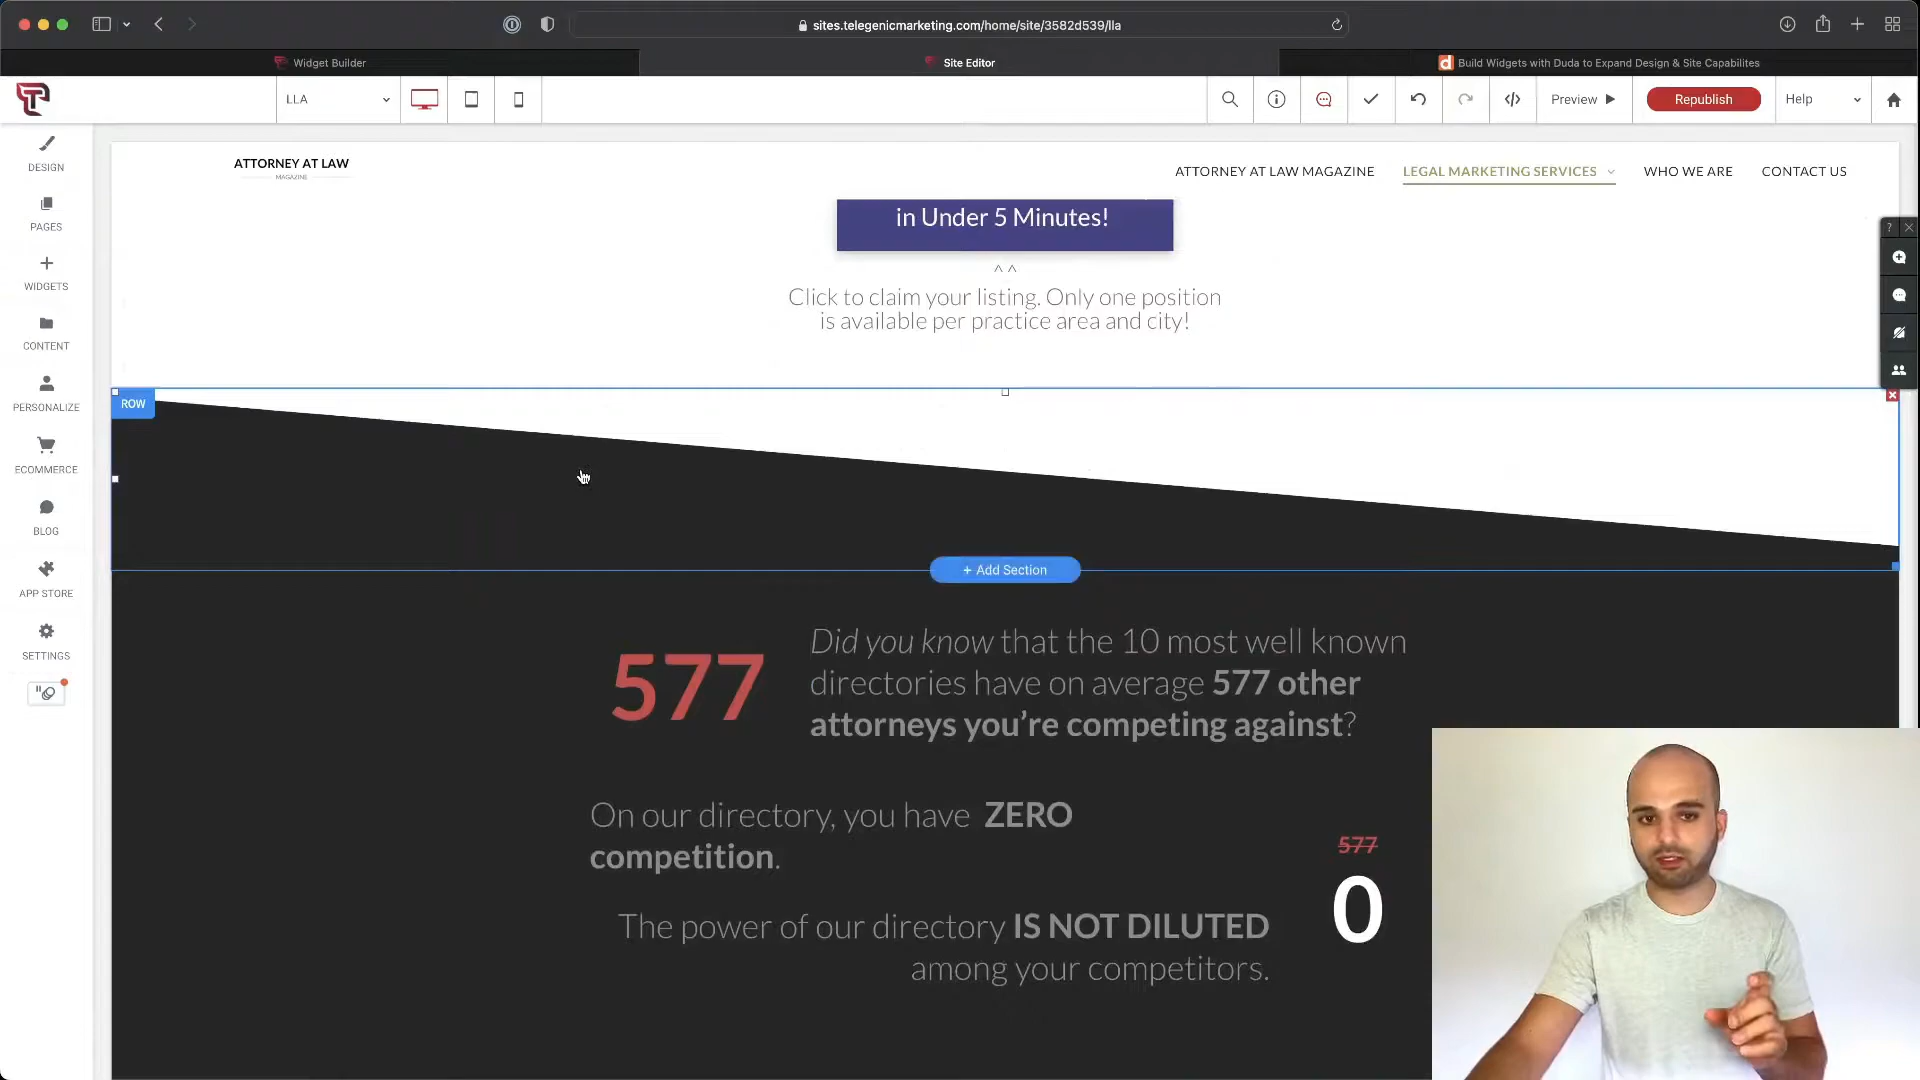 sites.telegenicmarketing.com/home/site/3582d539/lla
Widget Builder
Site Editor
Build Widgets with Duda to Expand Design & Site Capabilites
LLA
Preview
Republish
Help
DESIGN
PAGES
WIDGETS
CONTENT
PERSONALIZE
ECOMMERCE
BLOG
APP STORE
SETTINGS
ATTORNEY AT LAW
MAGAZINE
ATTORNEY AT LAW MAGAZINE
LEGAL MARKETING SERVICES
WHO WE ARE
CONTACT US
in Under 5 Minutes!
^ ^
Click to claim your listing. Only one position
is available per practice area and city!
ROW
+ Add Section
577
Did you know that the 10 most well known
directories have on average 577 other
attorneys you’re competing against?
On our directory, you have ZERO
competition.
577
0
The power of our directory IS NOT DILUTED
among your competitors.